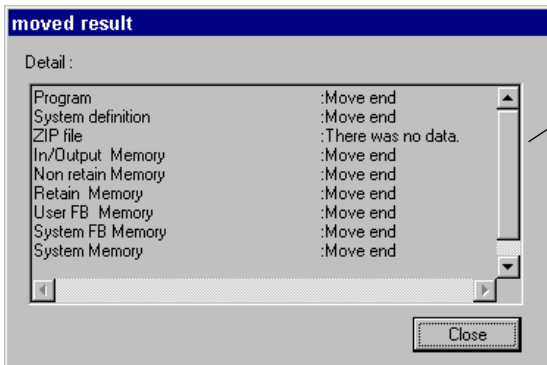 moved result
Detail :
Program :Move end
System definition :Move end
ZIP file :There was no data.
In/Output Memory :Move end
Non retain Memory :Move end
Retain Memory :Move end
User FB Memory :Move end
System FB Memory :Move end
System Memory :Move end
Close